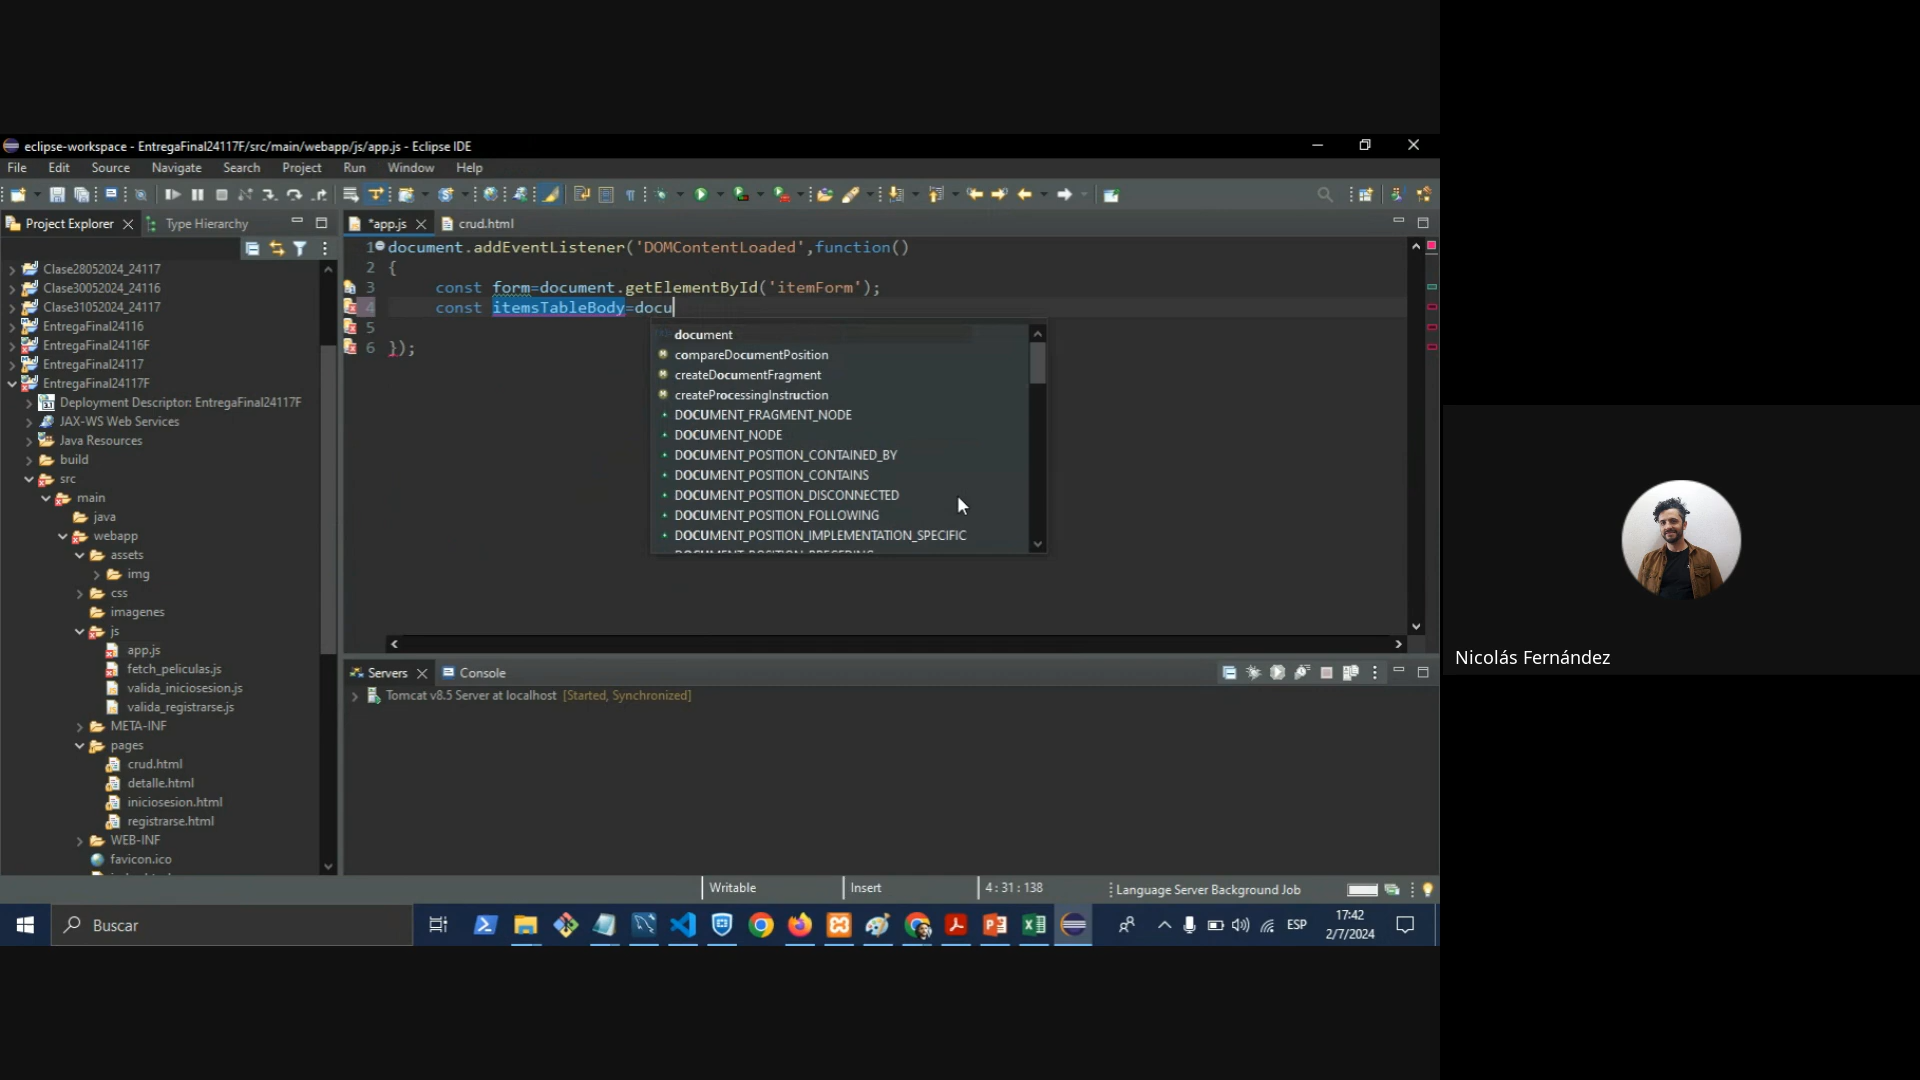 eclipse-workspace - EntregaFinal24117F/src/main/webapp/js/app.js - Eclipse IDE
File Edit Source Navigate Search Project Run Window Help
Project Explorer Type Hierarchy
*app.js crud.html
Clase28052024_24117
Clase30052024_24116
Clase31052024_24117
EntregaFinal24116
EntregaFinal24116F
EntregaFinal24117
EntregaFinal24117F
Deployment Descriptor: EntregaFinal24117F
JAX-WS Web Services
Java Resources
build
src
main
java
webapp
assets
img
css
imagenes
js
app.js
fetch_peliculas.js
valida_iniciosesion.js
valida_registrarse.js
META-INF
pages
crud.html
detalle.html
iniciosesion.html
registrarse.html
WEB-INF
favicon.ico
1 document.addEventListener('DOMContentLoaded',function()
2 {
3 const form=document.getElementById('itemForm');
4 const itemsTableBody=docu
5
6 });
document
compareDocumentPosition
createDocumentFragment
createProcessingInstruction
DOCUMENT_FRAGMENT_NODE
DOCUMENT_NODE
DOCUMENT_POSITION_CONTAINED_BY
DOCUMENT_POSITION_CONTAINS
DOCUMENT_POSITION_DISCONNECTED
DOCUMENT_POSITION_FOLLOWING
DOCUMENT_POSITION_IMPLEMENTATION_SPECIFIC
DOCUMENT_POSITION_PRECEDING
Servers Console
Tomcat v8.5 Server at localhost [Started, Synchronized]
Writable Insert 4 : 31 : 138 Language Server Background Job
Buscar
ESP
17:42
2/7/2024
Nicolás Fernández